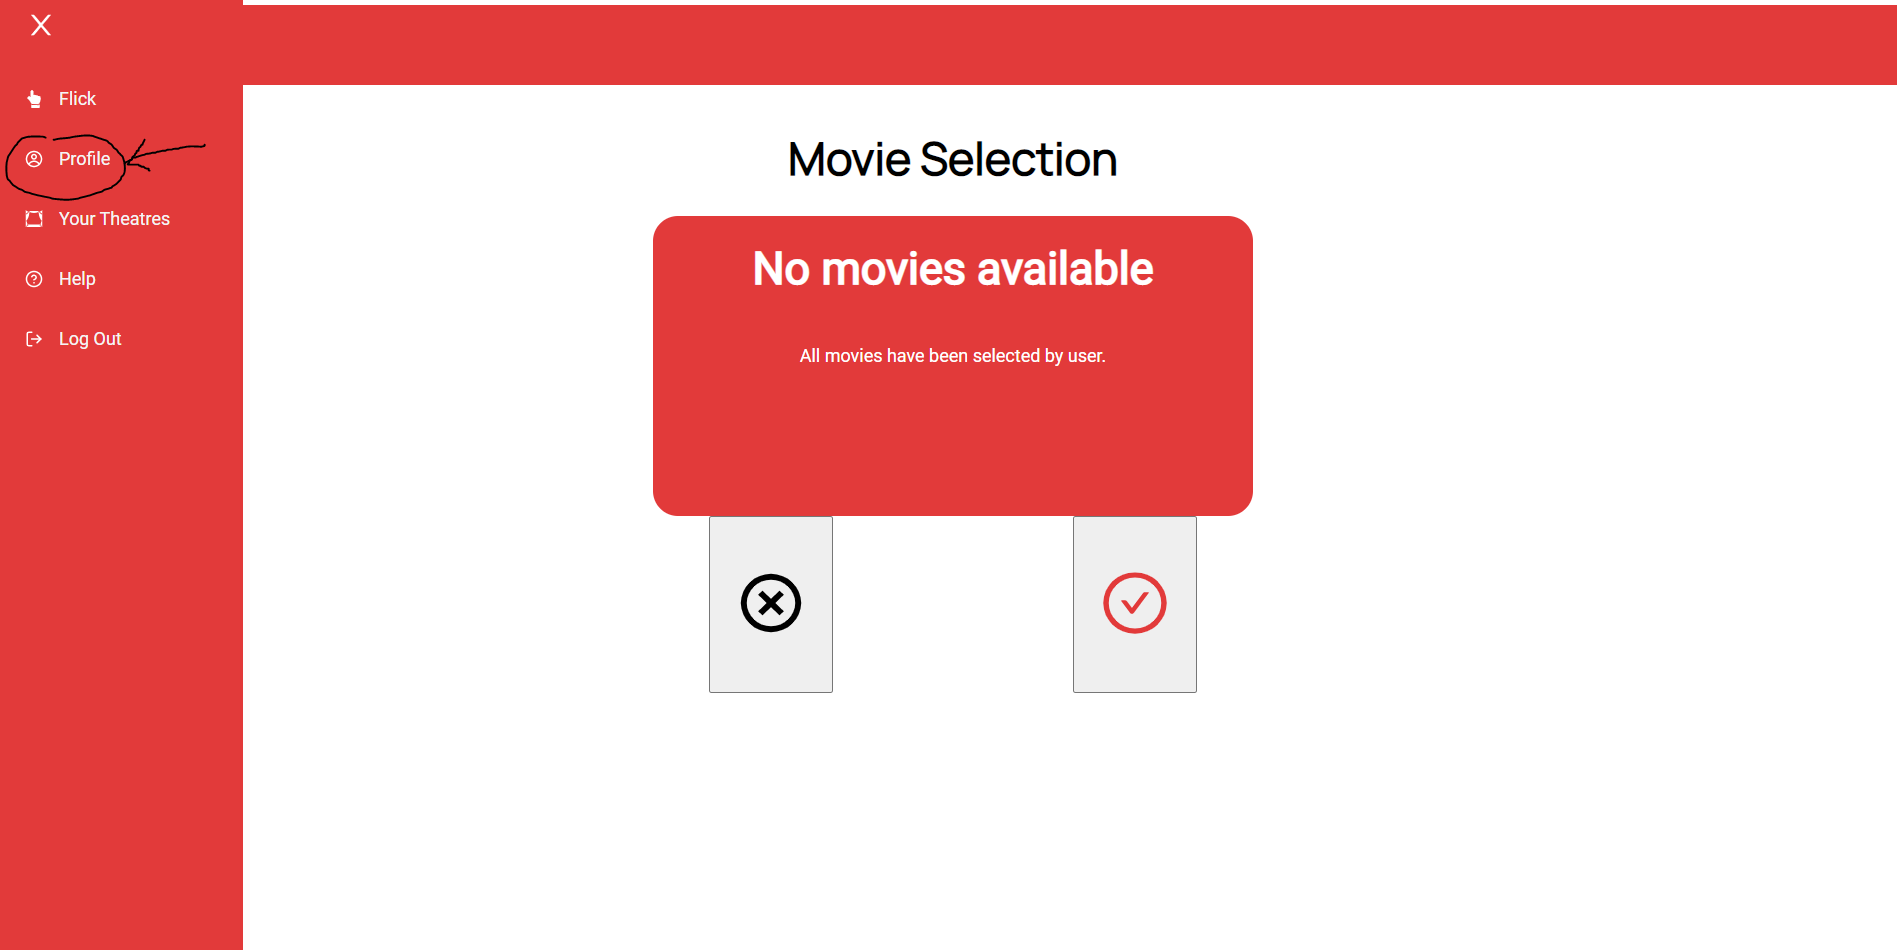 Flick
Profile
Your Theatres
Help
Log Out
Movie Selection
No movies available
All movies have been selected by user.